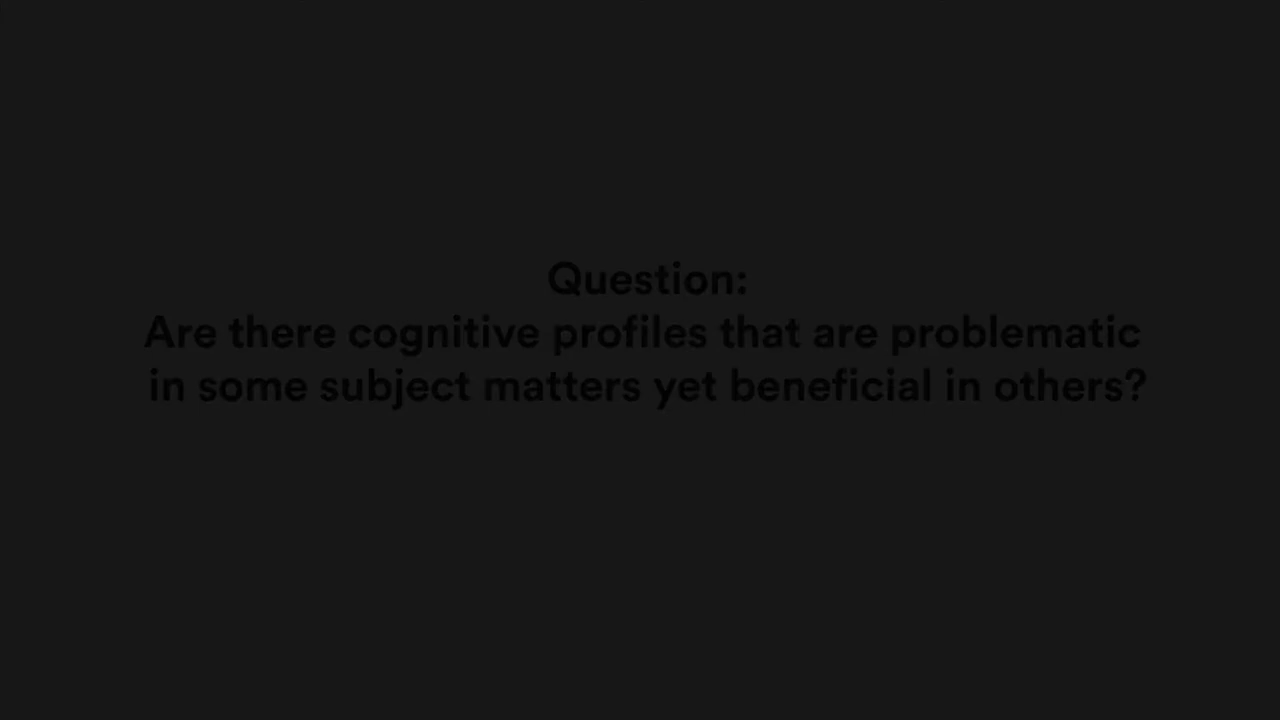 Question:
Are there cognitive profiles that are problematic
in some subject matters yet beneficial in others?